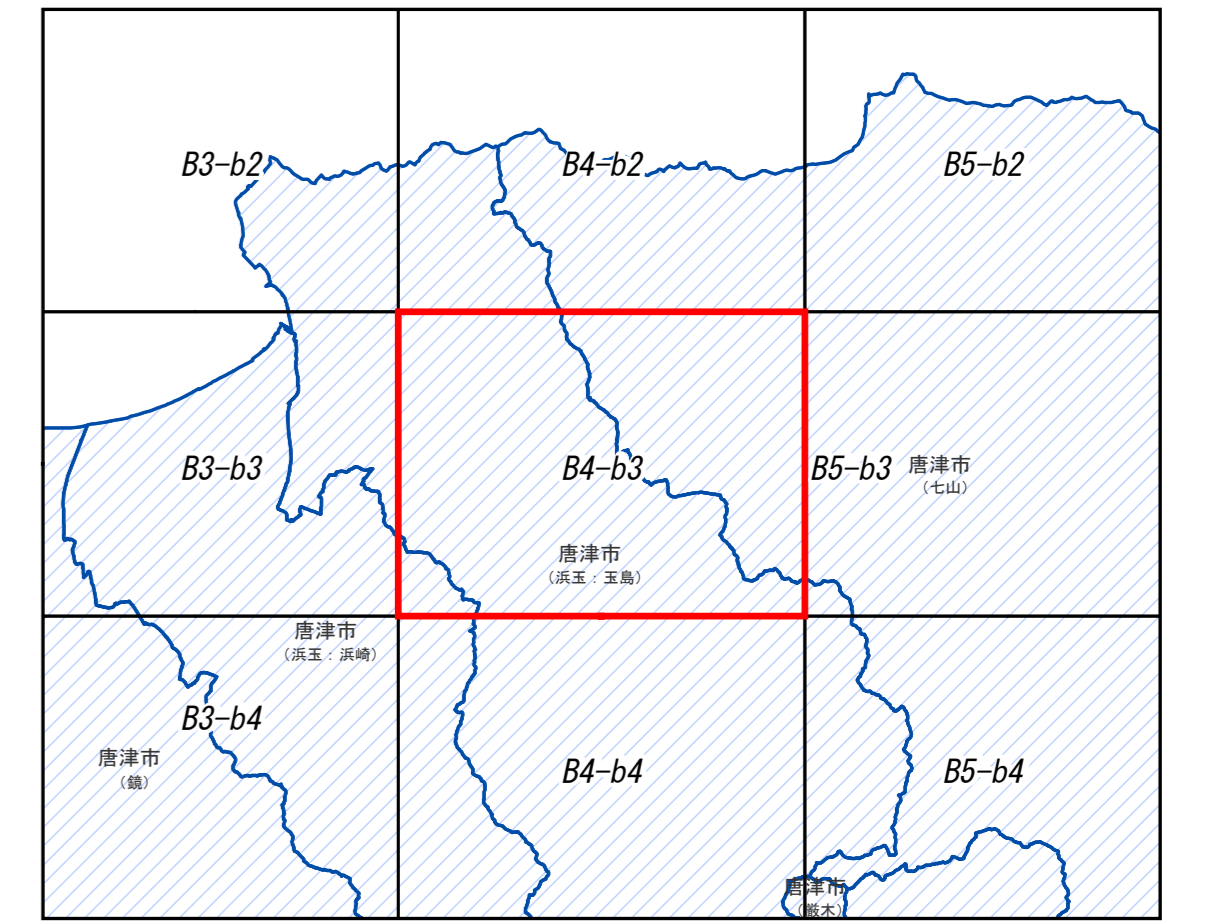 B3-b2
B4-b2
B5-b2
B3-b3
B4-b3
B5-b3
唐津市
（七山）
唐津市
（浜玉：玉島）
唐津市
（浜玉：浜崎）
B3-b4
唐津市
（鏡）
B4-b4
B5-b4
唐津市
（厳木）